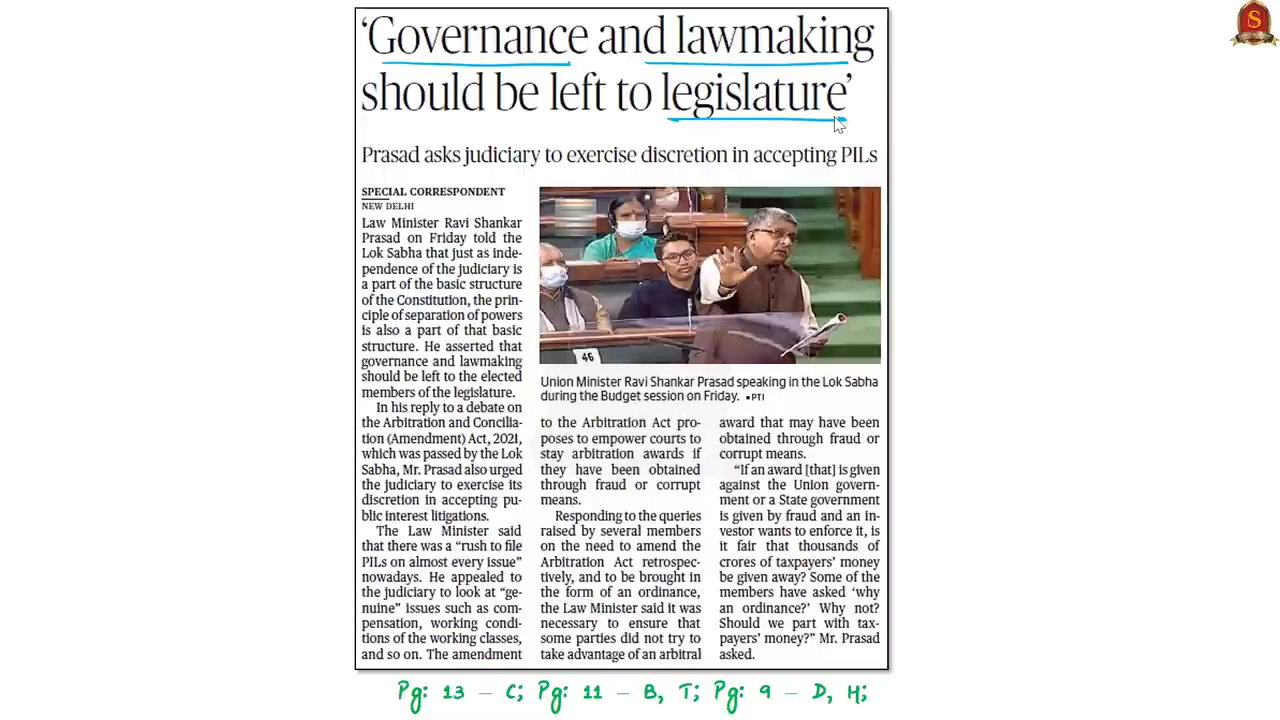 ‘Governance and lawmaking
should be left to legislature’
Prasad asks judiciary to exercise discretion in accepting PILs
SPECIAL CORRESPONDENT
NEW DELHI
Law Minister Ravi Shankar
Prasad on Friday told the
Lok Sabha that just as inde-
pendence of the judiciary is
a part of the basic structure
of the Constitution, the prin-
ciple of separation of powers
is also a part of that basic
structure. He asserted that
governance and lawmaking
should be left to the elected
members of the legislature.
In his reply to a debate on
the Arbitration and Concilia-
tion (Amendment) Act, 2021,
which was passed by the Lok
Sabha, Mr. Prasad also urged
the judiciary to exercise its
discretion in accepting pu-
blic interest litigations.
The Law Minister said
that there was a “rush to file
PILs on almost every issue”
nowadays. He appealed to
the judiciary to look at “ge-
nuine” issues such as com-
pensation, working condi-
tions of the working classes,
and so on. The amendment
46
Union Minister Ravi Shankar Prasad speaking in the Lok Sabha
during the Budget session on Friday. ▪PTI
to the Arbitration Act pro-
poses to empower courts to
stay arbitration awards if
they have been obtained
through fraud or corrupt
means.
Responding to the queries
raised by several members
on the need to amend the
Arbitration Act retrospec-
tively, and to be brought in
the form of an ordinance,
the Law Minister said it was
necessary to ensure that
some parties did not try to
take advantage of an arbitral
award that may have been
obtained through fraud or
corrupt means.
“If an award [that] is given
against the Union govern-
ment or a State government
is given by fraud and an in-
vestor wants to enforce it, is
it fair that thousands of
crores of taxpayers’ money
be given away? Some of the
members have asked ‘why
an ordinance?’ Why not?
Should we part with tax-
payers’ money?” Mr. Prasad
asked.
Pg: 13 – C; Pg: 11 – B, T; Pg: 9 – D, H;
S